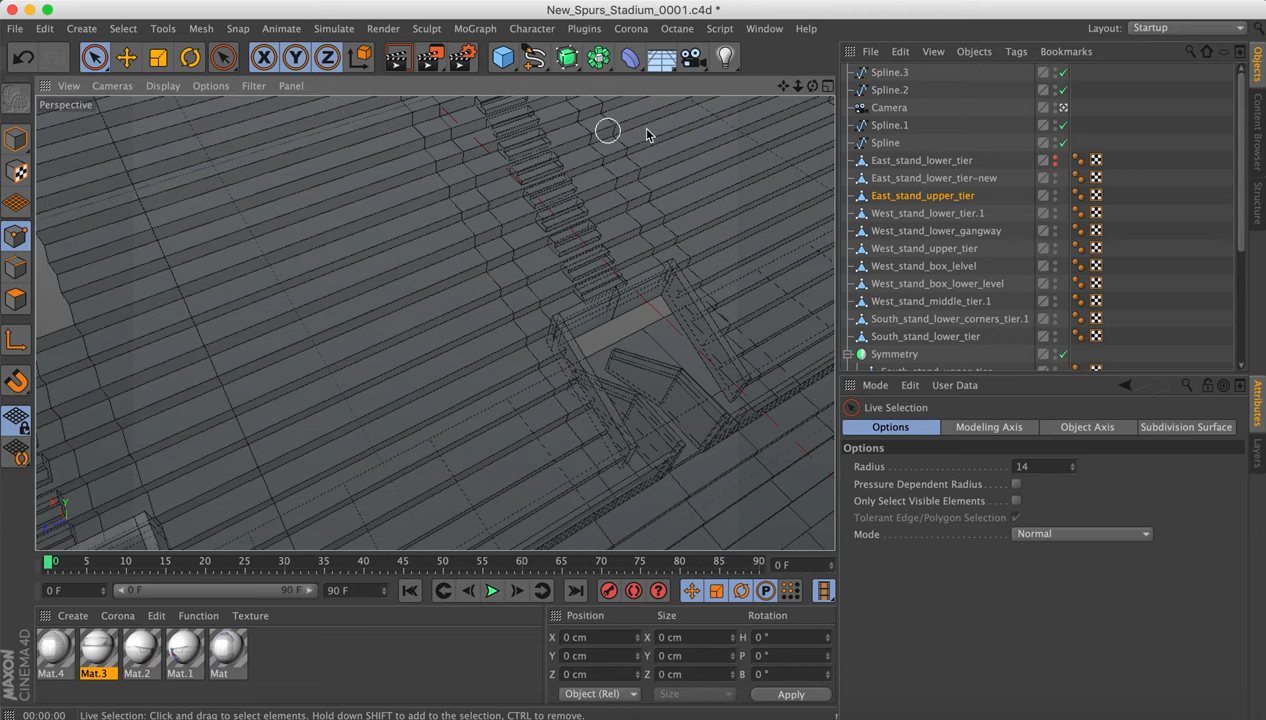 New_Spurs_Stadium_0001.c4d *
File Edit Create Select Tools Mesh Snap Animate Simulate Render Sculpt MoGraph Character Plugins Corona Octane Script Window Help Layout: Startup
X Y Z
File Edit View Objects Tags Bookmarks
View Cameras Display Options Filter Panel
Perspective
Spline.3
Spline.2
Camera
Spline.1
Spline
East_stand_lower_tier
East_stand_lower_tier-new
East_stand_upper_tier
West_stand_lower_tier.1
West_stand_lower_gangway
West_stand_upper_tier
West_stand_box_lelvel
West_stand_box_lower_level
West_stand_middle_tier.1
South_stand_lower_corners_tier.1
South_stand_lower_tier
Symmetry
Objects
Content Browser
Structure
Mode Edit User Data
Live Selection
Options Modeling Axis Object Axis Subdivision Surface
Options
Radius 14
Pressure Dependent Radius
Only Select Visible Elements
Tolerant Edge/Polygon Selection
Mode Normal
Attributes
Layers
Y
0 5 10 15 20 25 30 35 40 45 50 55 60 65 70 75 80 85 90 0 F
0 F 0 F 90 F 90 F
P
Create Corona Edit Function Texture
Mat.4 Mat.3 Mat.2 Mat.1 Mat
Position Size Rotation
X 0 cm X 0 cm H 0 °
Y 0 cm Y 0 cm P 0 °
Z 0 cm Z 0 cm B 0 °
Object (Rel) Size Apply
MAXON
CINEMA 4D
00:00:00 Live Selection: Click and drag to select elements. Hold down SHIFT to add to the selection, CTRL to remove.